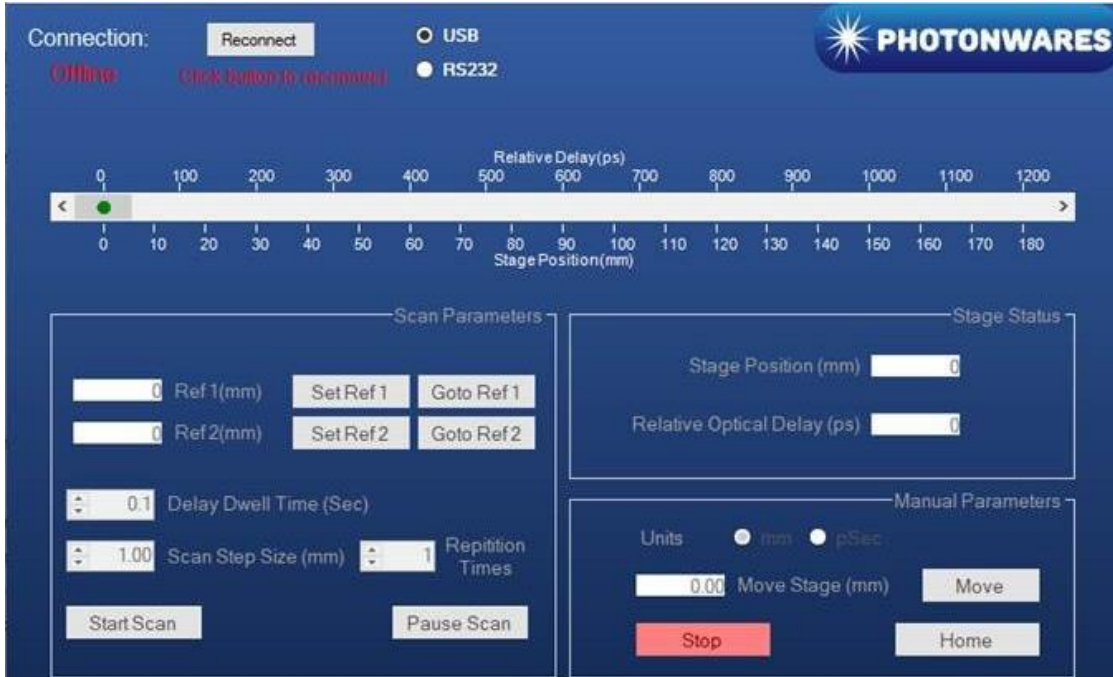 Connection:
Reconnect
USB
PHOTONWARES
Offline
Click button to reconnect
RS232
Relative Delay(ps)
0 100 200 300 400 500 600 700 800 900 1000 1100 1200
< >
0 10 20 30 40 50 60 70 80 90 100 110 120 130 140 150 160 170 180
Stage Position(mm)
Scan Parameters
0 Ref 1(mm) Set Ref 1 Goto Ref 1
0 Ref 2(mm) Set Ref 2 Goto Ref 2
0.1 Delay Dwell Time (Sec)
1.00 Scan Step Size (mm) 1 Repitition
Times
Start Scan Pause Scan
Stage Status
Stage Position (mm) 0
Relative Optical Delay (ps) 0
Manual Parameters
Units mm pSec
0.00 Move Stage (mm) Move
Stop Home